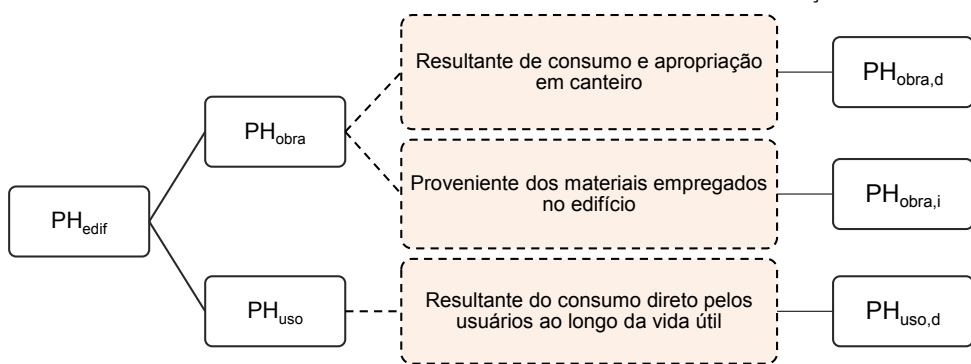 Resultante de consumo e apropriação
em canteiro
PH_obra,d
PH_obra
Proveniente dos materiais empregados
no edifício
PH_obra,i
PH_edif
PH_uso
Resultante do consumo direto pelos
usuários ao longo da vida útil
PH_uso,d